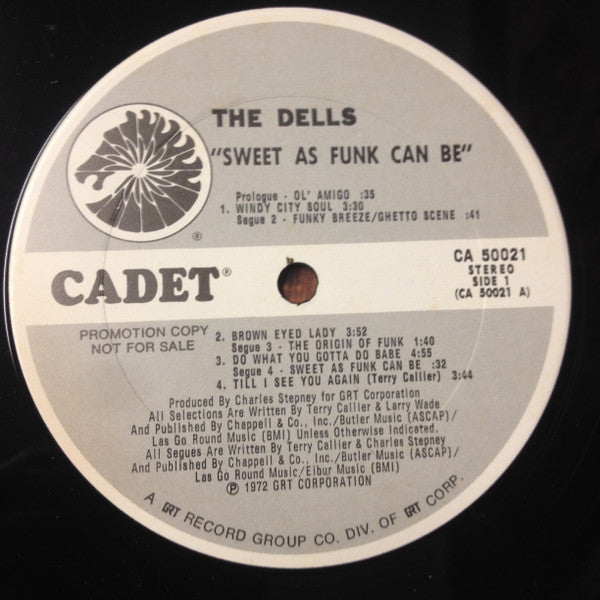 THE DELLS
"SWEET AS FUNK CAN BE"
Prologue - OL' AMIGO :35
1. WINDY CITY SOUL 3:30
Segue 2 - FUNKY BREEZE/GHETTO SCENE :41
®
CADET®
CA 50021
STEREO
SIDE 1
(CA 50021 A)
PROMOTION COPY
NOT FOR SALE
2. BROWN EYED LADY 3:52
Segue 3 - THE ORIGIN OF FUNK 1:40
3. DO WHAT YOU GOTTA DO BABE 4:55
Segue 4 - SWEET AS FUNK CAN BE :32
4. TILL I SEE YOU AGAIN (Terry Callier) 3:44
Produced By Charles Stepney for GRT Corporation
All Selections Are Written By Terry Callier & Larry Wade
And Published By Chappell & Co., Inc./Butler Music (ASCAP)/
Las Go Round Music (BMI) Unless Otherwise Indicated.
All Segues Are Written By Terry Callier & Charles Stepney
And Published By Chappell & Co., Inc./Butler Music (ASCAP)/
Las Go Round Music/Eibur Music (BMI)
℗ 1972 GRT CORPORATION
A GRT RECORD GROUP CO. DIV. OF GRT CORP.